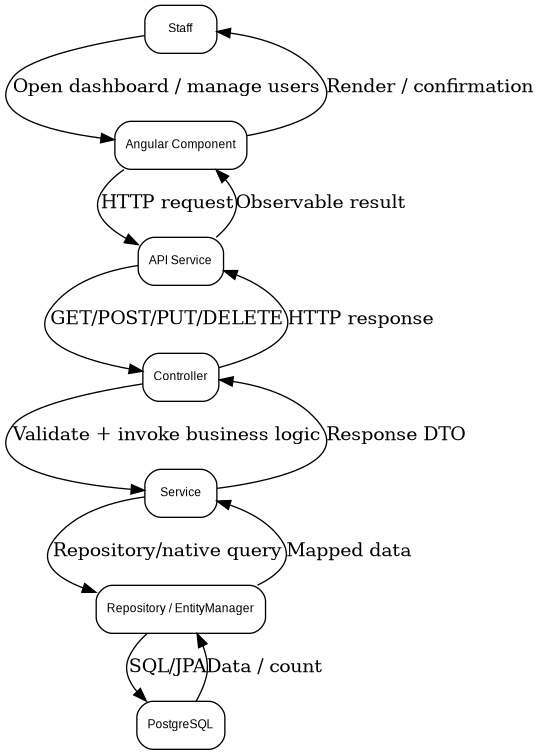 Staff
Open dashboard / manage users
Render / confirmation
Angular Component
HTTP request
Observable result
API Service
GET/POST/PUT/DELETE
HTTP response
Controller
Validate + invoke business logic
Response DTO
Service
Repository/native query
Mapped data
Repository / EntityManager
SQL/JPA
Data / count
PostgreSQL